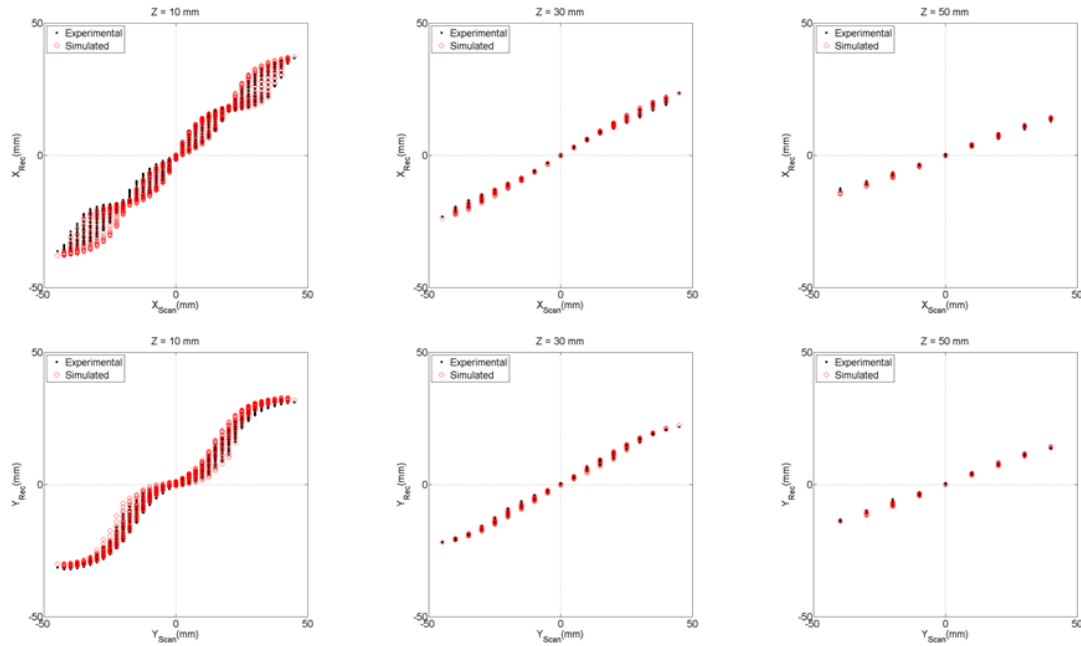 Z = 10 mm
50
Experimental
Simulated
X_Rec(mm)
0
-50
-50
0
50
X_Scan(mm)
Z = 30 mm
50
Experimental
Simulated
X_Rec(mm)
0
-50
-50
0
50
X_Scan(mm)
Z = 50 mm
50
Experimental
Simulated
X_Rec(mm)
0
-50
-50
0
50
X_Scan(mm)
Z = 10 mm
50
Experimental
Simulated
Y_Rec(mm)
0
-50
-50
0
50
Y_Scan(mm)
Z = 30 mm
50
Experimental
Simulated
Y_Rec(mm)
0
-50
-50
0
50
Y_Scan(mm)
Z = 50 mm
50
Experimental
Simulated
Y_Rec(mm)
0
-50
-50
0
50
Y_Scan(mm)